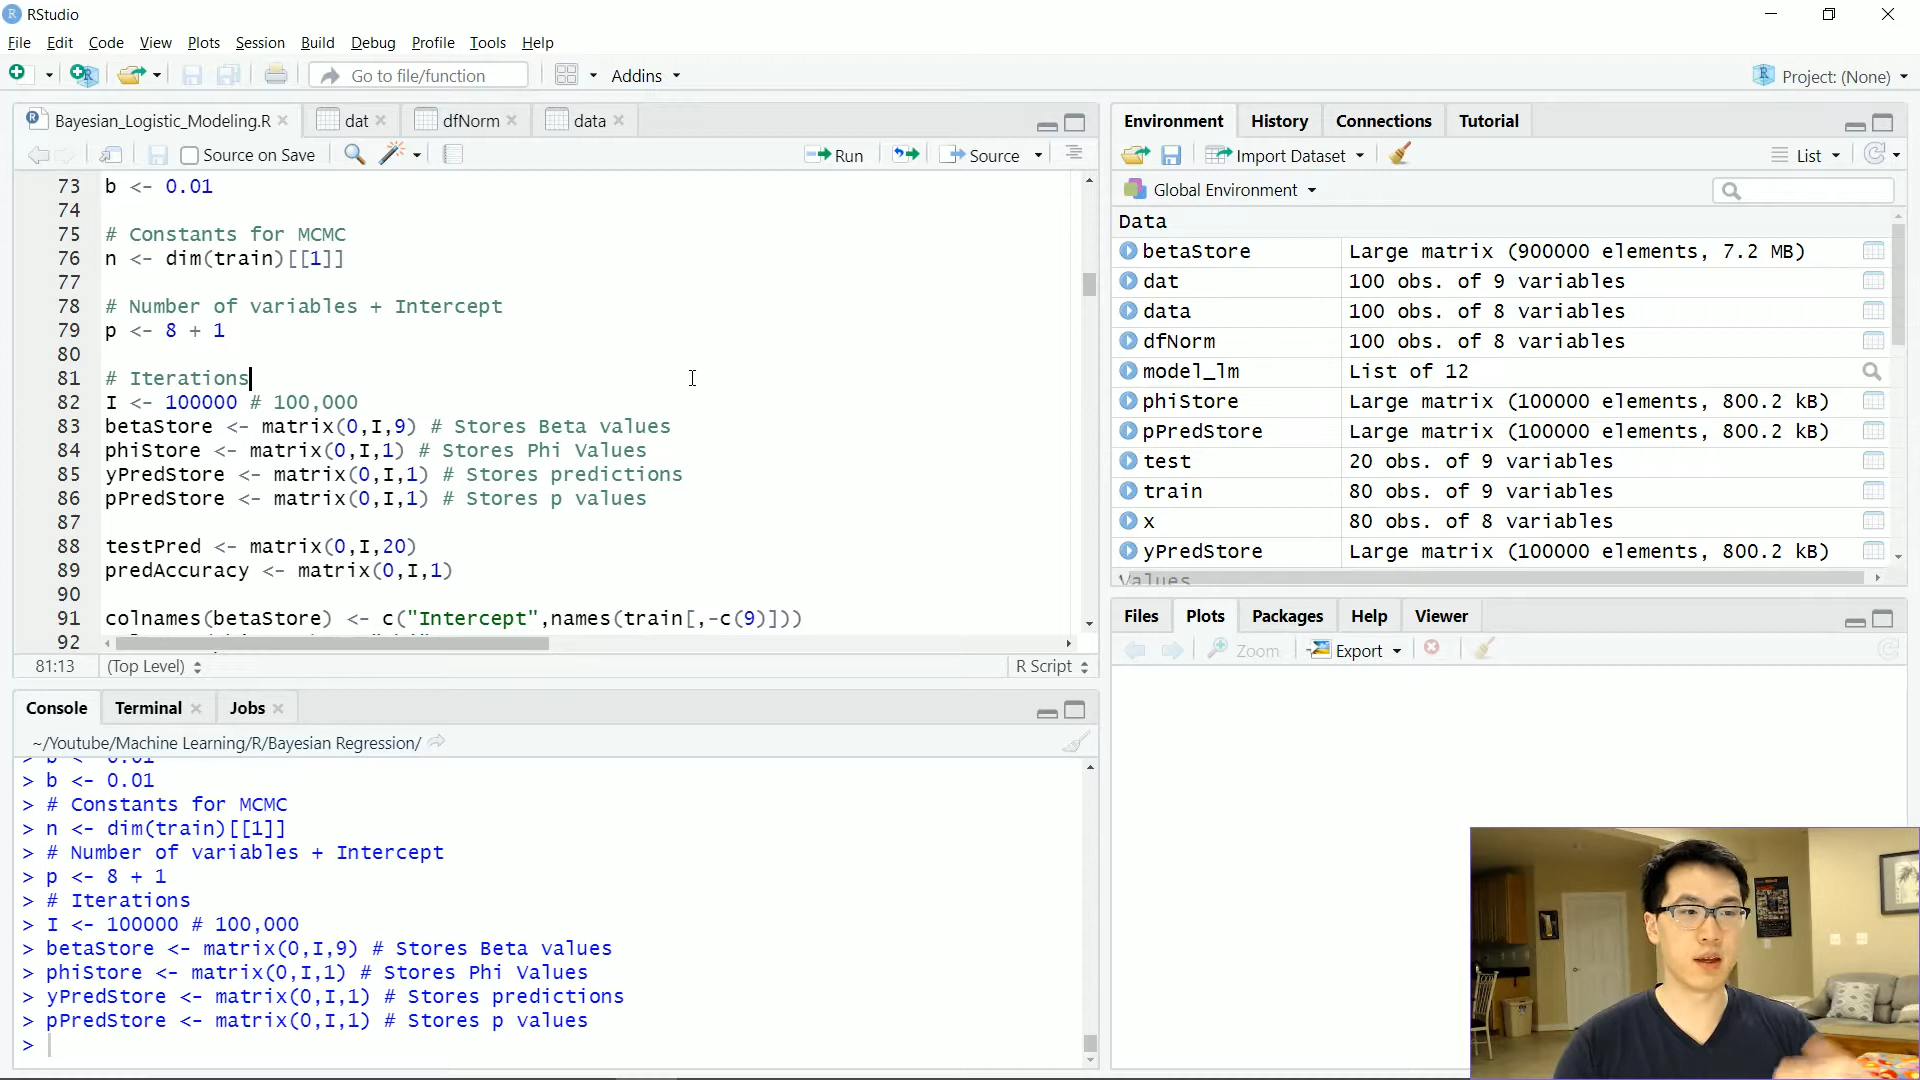 RStudio
File Edit Code View Plots Session Build Debug Profile Tools Help
Go to file/function Addins Project: (None)
Bayesian_Logistic_Modeling.R dat dfNorm data
Source on Save Run Source
73 b <- 0.01
74
75 # Constants for MCMC
76 n <- dim(train)[[1]]
77
78 # Number of variables + Intercept
79 p <- 8 + 1
80
81 # Iterations
82 I <- 100000 # 100,000
83 betaStore <- matrix(0,I,9) # Stores Beta values
84 phiStore <- matrix(0,I,1) # Stores Phi Values
85 yPredStore <- matrix(0,I,1) # Stores predictions
86 pPredStore <- matrix(0,I,1) # Stores p values
87
88 testPred <- matrix(0,I,20)
89 predAccuracy <- matrix(0,I,1)
90
91 colnames(betaStore) <- c("Intercept",names(train[,-c(9)]))
92
81:13 (Top Level) R Script
Console Terminal Jobs
~/Youtube/Machine Learning/R/Bayesian Regression/
> b <- 0.01
> b <- 0.01
> # Constants for MCMC
> n <- dim(train)[[1]]
> # Number of variables + Intercept
> p <- 8 + 1
> # Iterations
> I <- 100000 # 100,000
> betaStore <- matrix(0,I,9) # Stores Beta values
> phiStore <- matrix(0,I,1) # Stores Phi Values
> yPredStore <- matrix(0,I,1) # Stores predictions
> pPredStore <- matrix(0,I,1) # Stores p values
>
Environment History Connections Tutorial
Import Dataset List
Global Environment
Data
betaStore Large matrix (900000 elements, 7.2 MB)
dat 100 obs. of 9 variables
data 100 obs. of 8 variables
dfNorm 100 obs. of 8 variables
model_lm List of 12
phiStore Large matrix (100000 elements, 800.2 kB)
pPredStore Large matrix (100000 elements, 800.2 kB)
test 20 obs. of 9 variables
train 80 obs. of 9 variables
x 80 obs. of 8 variables
yPredStore Large matrix (100000 elements, 800.2 kB)
Values
Files Plots Packages Help Viewer
Zoom Export